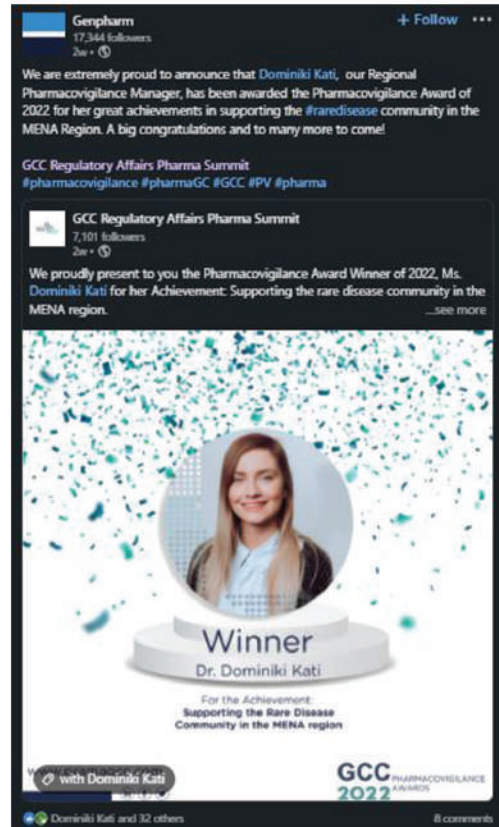 Genpharm
+ Follow ...
17,344 followers
2w •
We are extremely proud to announce that Dominiki Kati, our Regional
Pharmacovigilance Manager, has been awarded the Pharmacovigilance Award of
2022 for her great achievements in supporting the #raredisease community in the
MENA Region. A big congratulations and to many more to come!
GCC Regulatory Affairs Pharma Summit
#pharmacovigilance #pharmaGC #GCC #PV #pharma
GCC Regulatory Affairs Pharma Summit
7,101 followers
2w •
We proudly present to you the Pharmacovigilance Award Winner of 2022, Ms.
Dominiki Kati for her Achievement: Supporting the rare disease community in the
MENA region.
...see more
Winner
Dr. Dominiki Kati
For the Achievement:
Supporting the Rare Disease
Community in the MENA region
with Dominiki Kati
GCC PHARMACOVIGILANCE
2022 AWARDS
Dominiki Kati and 32 others
8 comments